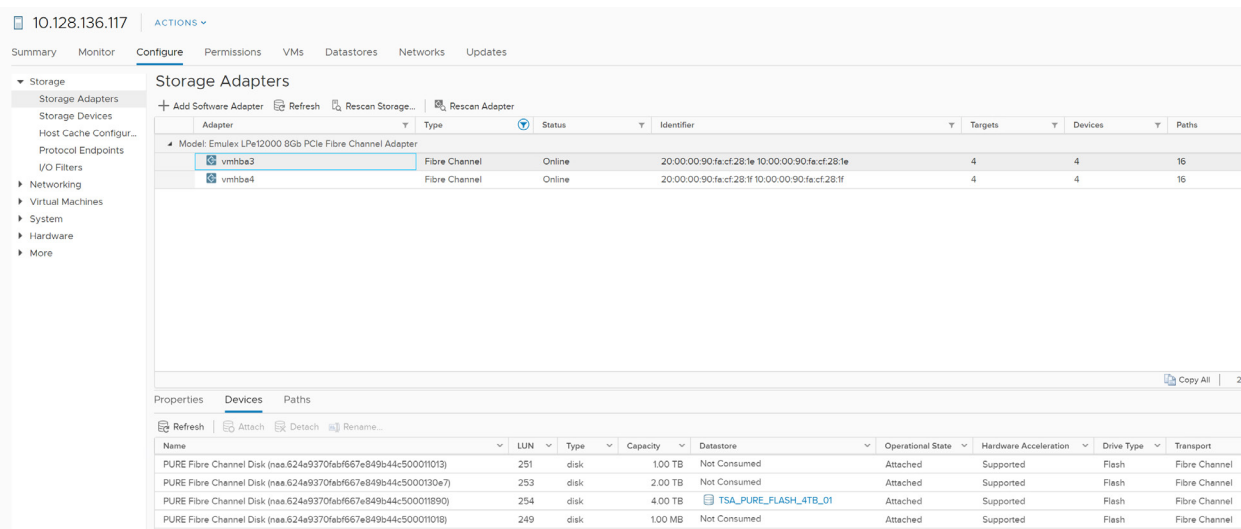 10.128.136.117 ACTIONS
Summary Monitor Configure Permissions VMs Datastores Networks Updates
Storage
Storage Adapters
Storage Devices
Host Cache Configur...
Protocol Endpoints
I/O Filters
Networking
Virtual Machines
System
Hardware
More
Storage Adapters
Add Software Adapter Refresh Rescan Storage... Rescan Adapter
Adapter Type Status Identifier Targets Devices Paths
Model: Emulex LPe12000 8Gb PCIe Fibre Channel Adapter
vmhba3 Fibre Channel Online 20:00:00:90:fa:cf:28:1e 10:00:00:90:fa:cf:28:1e 4 4 16
vmhba4 Fibre Channel Online 20:00:00:90:fa:cf:28:1f 10:00:00:90:fa:cf:28:1f 4 4 16
Copy All 2
Properties Devices Paths
Refresh Attach Detach Rename...
Name LUN Type Capacity Datastore Operational State Hardware Acceleration Drive Type Transport
PURE Fibre Channel Disk (naa.624a9370fabf667e849b44c500011013) 251 disk 1.00 TB Not Consumed Attached Supported Flash Fibre Channel
PURE Fibre Channel Disk (naa.624a9370fabf667e849b44c5000130e7) 253 disk 2.00 TB Not Consumed Attached Supported Flash Fibre Channel
PURE Fibre Channel Disk (naa.624a9370fabf667e849b44c500011890) 254 disk 4.00 TB TSA_PURE_FLASH_4TB_01 Attached Supported Flash Fibre Channel
PURE Fibre Channel Disk (naa.624a9370fabf667e849b44c500011018) 249 disk 1.00 MB Not Consumed Attached Supported Flash Fibre Channel